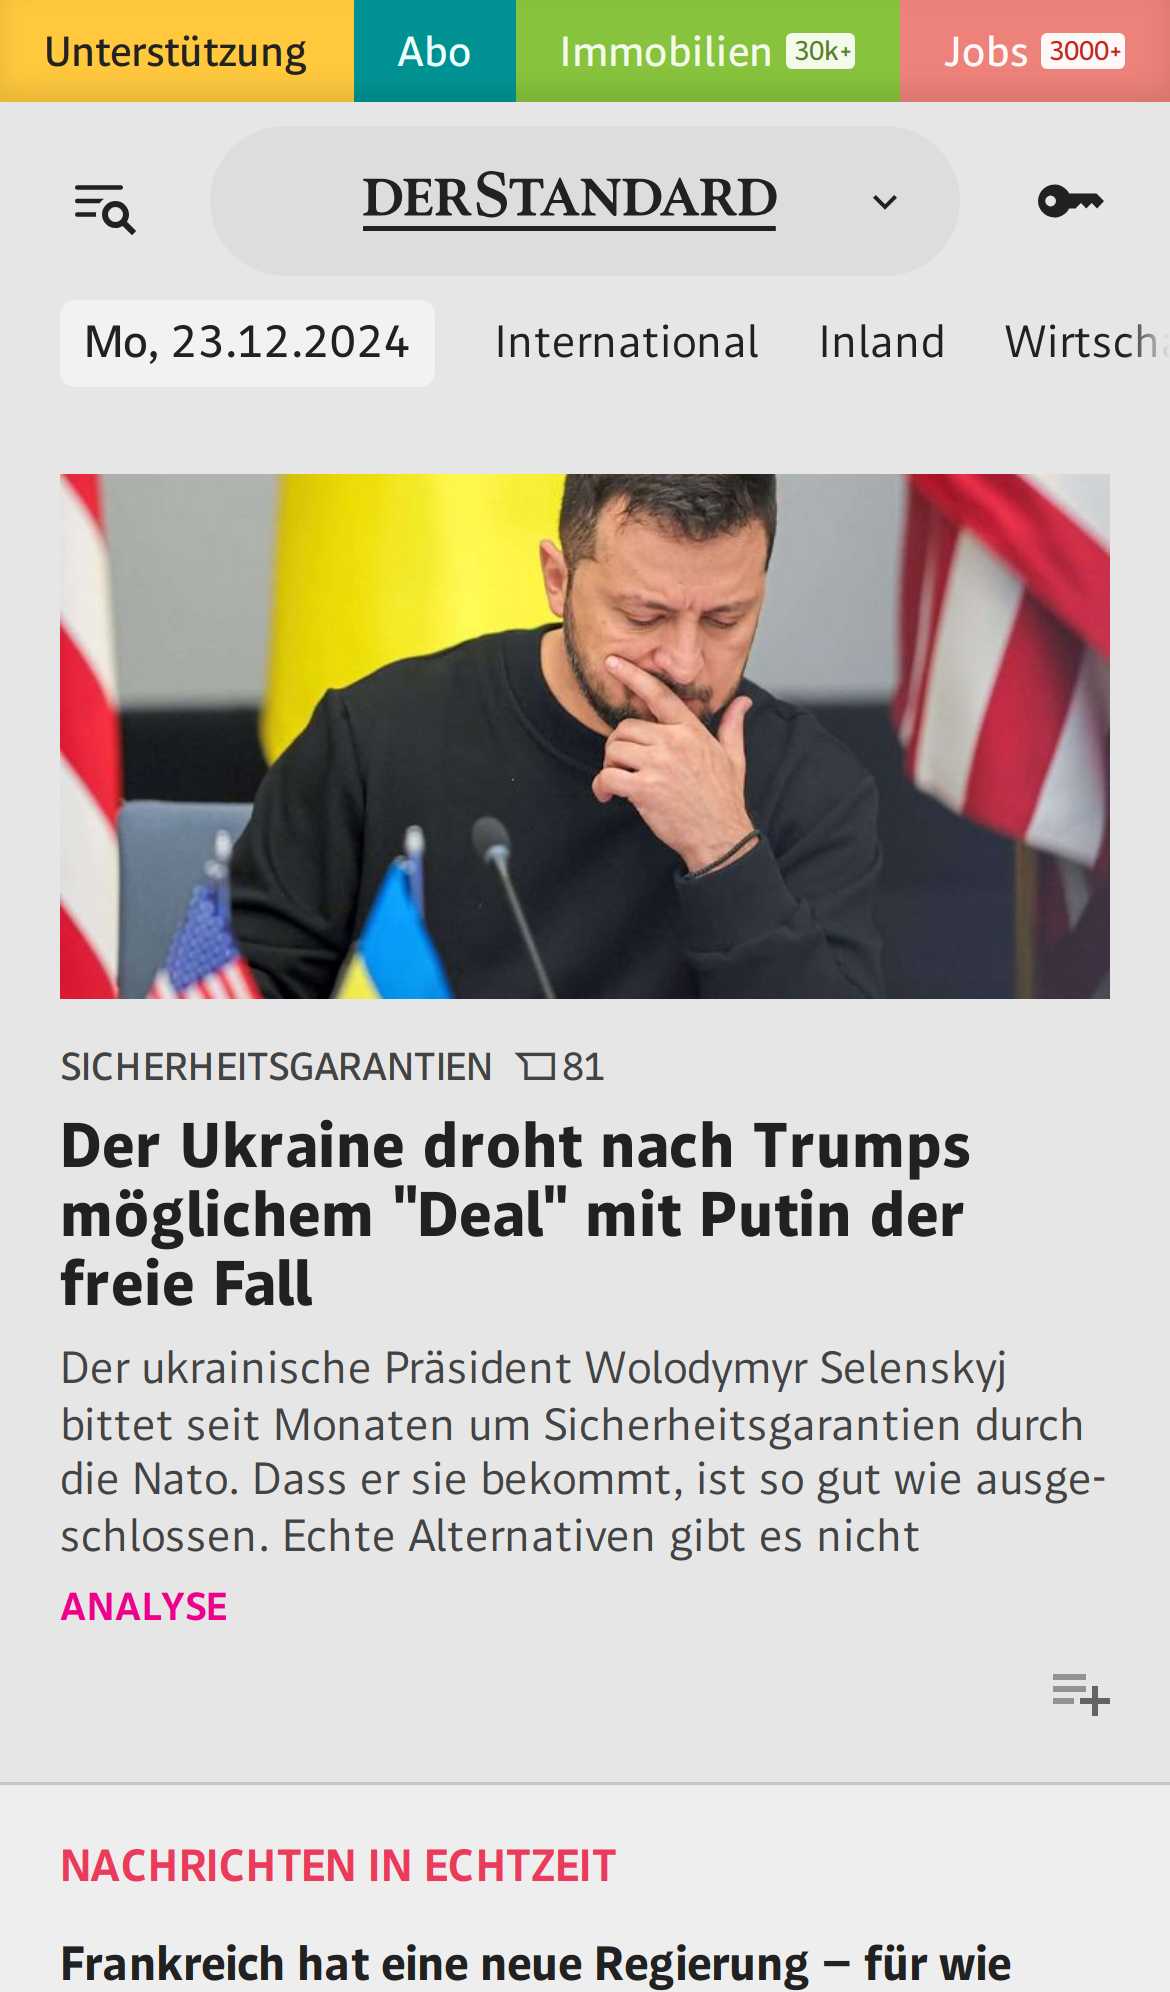 Unterstützung Abo Immobilien 30k+ Jobs 3000+
DERSTANDARD
Mo, 23.12.2024 International Inland Wirtscha
SICHERHEITSGARANTIEN 81
Der Ukraine droht nach Trumps
möglichem "Deal" mit Putin der
freie Fall
Der ukrainische Präsident Wolodymyr Selenskyj
bittet seit Monaten um Sicherheitsgarantien durch
die Nato. Dass er sie bekommt, ist so gut wie ausge-
schlossen. Echte Alternativen gibt es nicht
ANALYSE
NACHRICHTEN IN ECHTZEIT
Frankreich hat eine neue Regierung – für wie